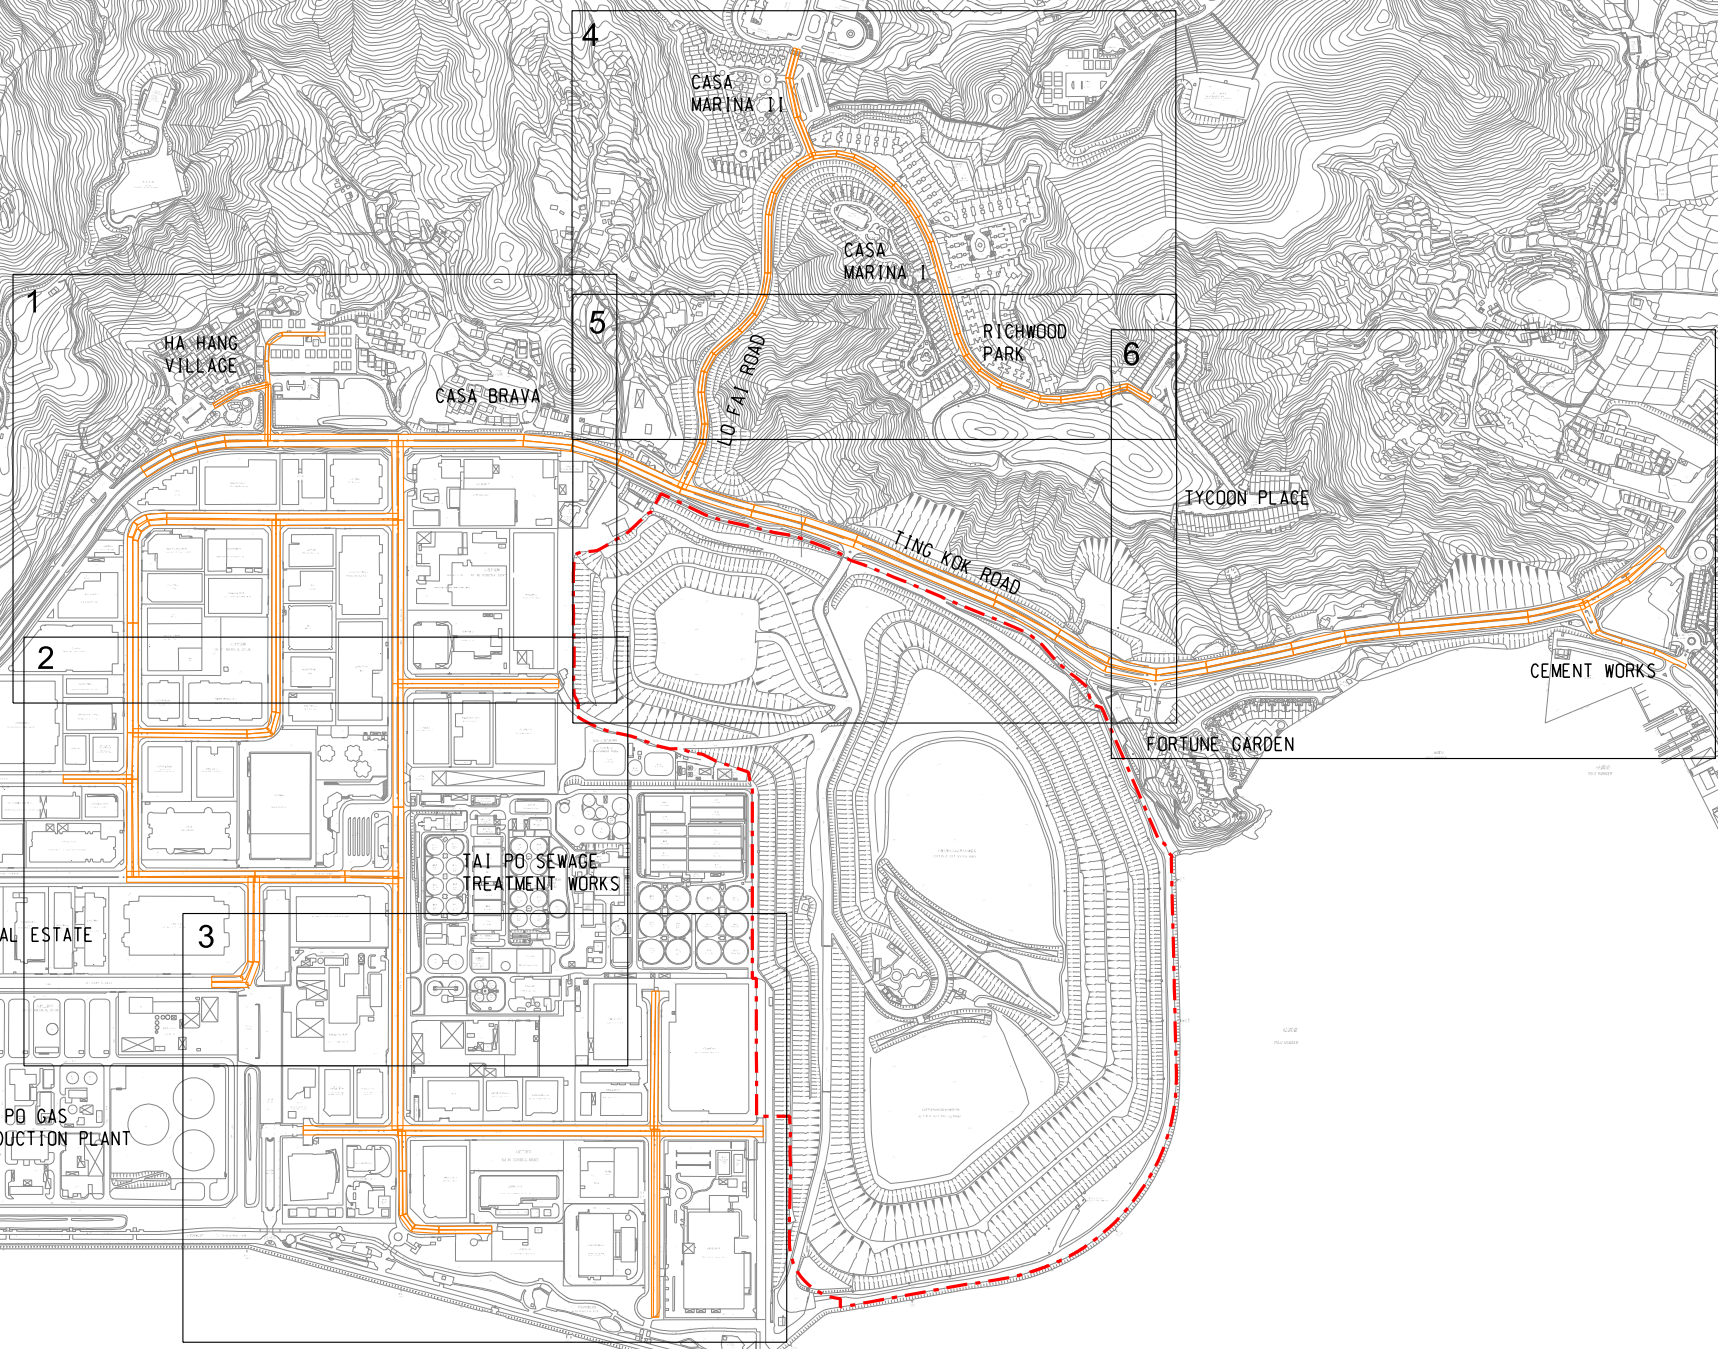 4
CASA
MARINA II
CASA
MARINA I
1
5
HA HANG
VILLAGE
CASA BRAVA
LO FAI ROAD
RICHWOOD
PARK
6
TYCOON PLACE
TING KOK ROAD
2
CEMENT WORKS
FORTUNE GARDEN
TAI PO SEWAGE
TREATMENT WORKS
AL ESTATE
3
PO GAS
DUCTION PLANT